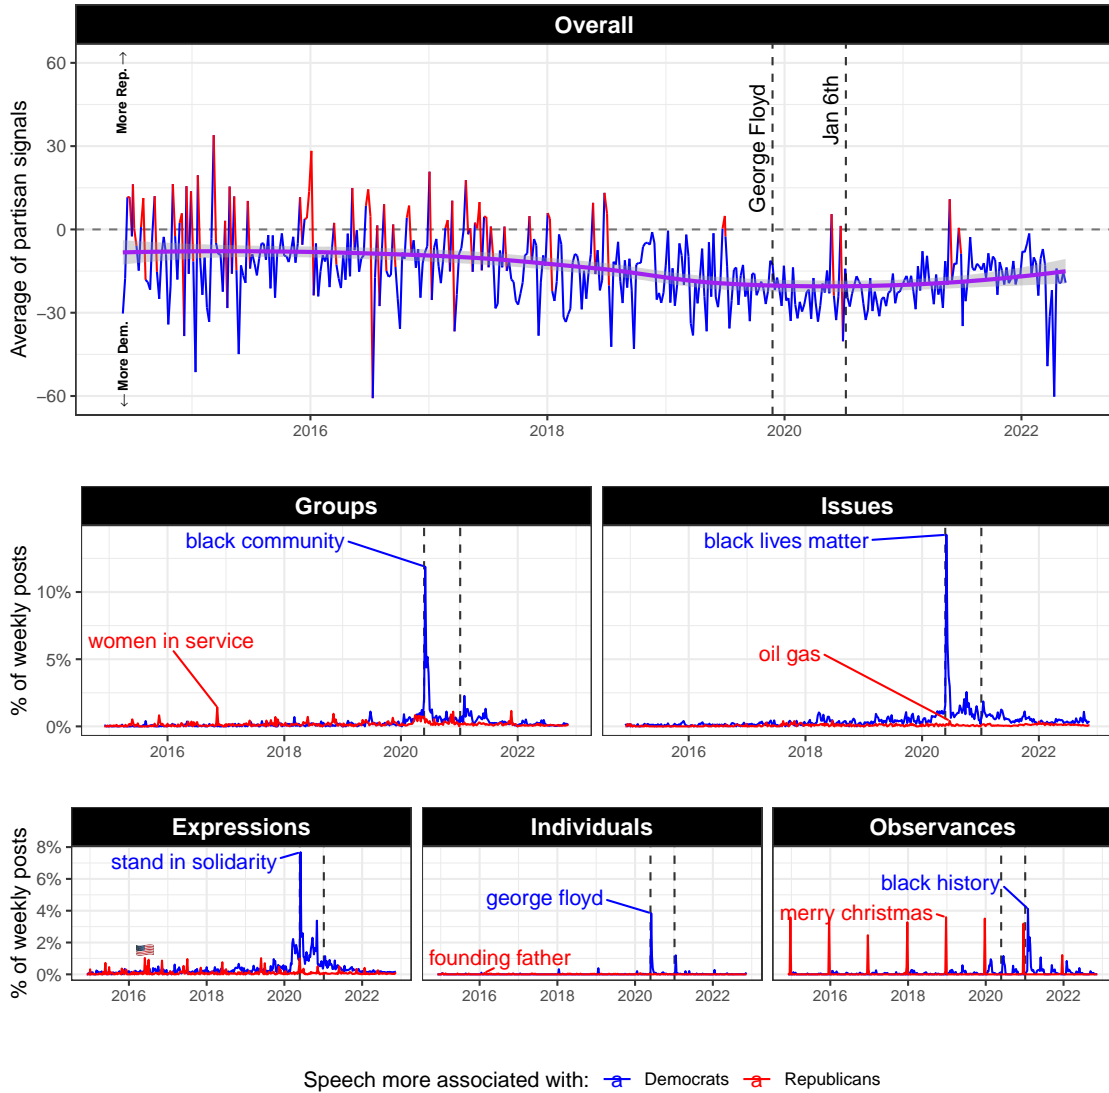 Overall
Average of partisan signals
60
30
0
−30
−60
More Rep. →
← More Dem.
George Floyd
Jan 6th
2016
2018
2020
2022
Groups
Issues
% of weekly posts
10%
5%
0%
black community
women in service
black lives matter
oil gas
2016
2018
2020
2022
2016
2018
2020
2022
Expressions
Individuals
Observances
% of weekly posts
8%
6%
4%
2%
0%
stand in solidarity
george floyd
founding father
black history
merry christmas
2016
2018
2020
2022
2016
2018
2020
2022
2016
2018
2020
2022
Speech more associated with: a Democrats a Republicans